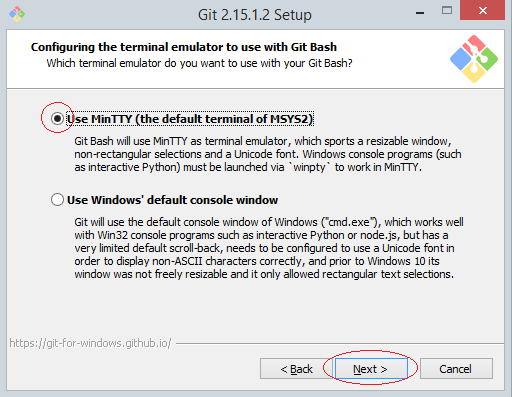 Git 2.15.1.2 Setup
Configuring the terminal emulator to use with Git Bash
Which terminal emulator do you want to use with your Git Bash?
Use MinTTY (the default terminal of MSYS2)
Git Bash will use MinTTY as terminal emulator, which sports a resizable window,
non-rectangular selections and a Unicode font. Windows console programs (such
as interactive Python) must be launched via `winpty` to work in MinTTY.
Use Windows' default console window
Git will use the default console window of Windows ("cmd.exe"), which works well
with Win32 console programs such as interactive Python or node.js, but has a
very limited default scroll-back, needs to be configured to use a Unicode font in
order to display non-ASCII characters correctly, and prior to Windows 10 its
window was not freely resizable and it only allowed rectangular text selections.
https://git-for-windows.github.io/
< Back Next > Cancel